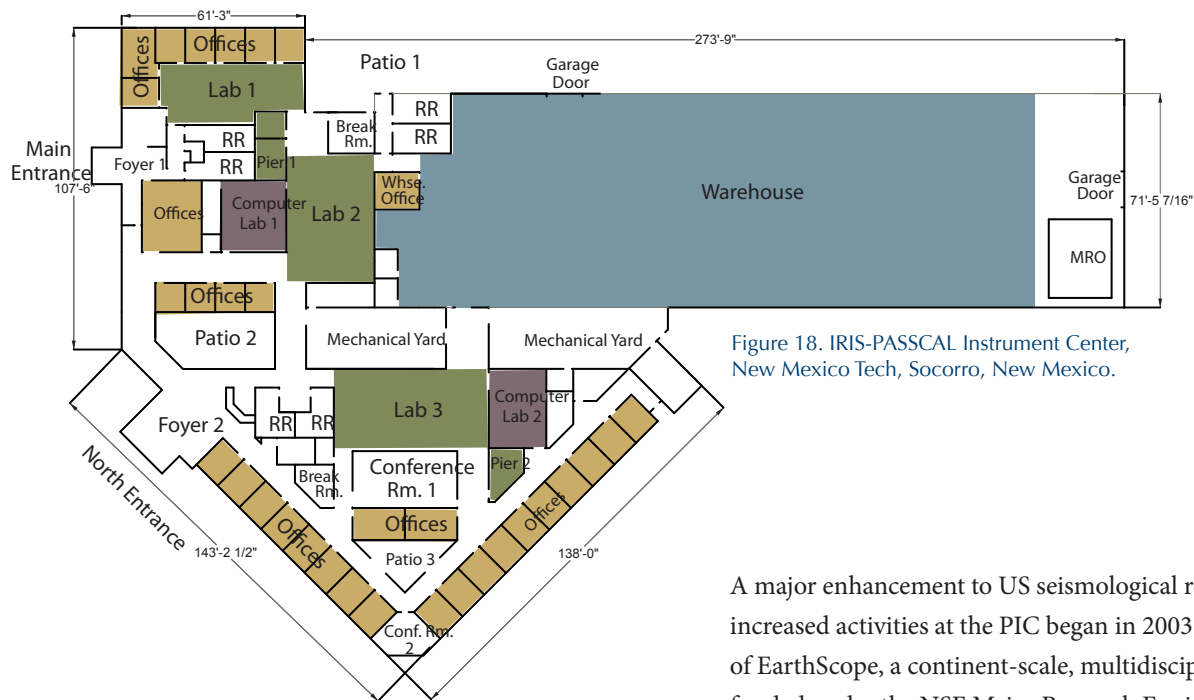 61'-3"
273'-9"
Offices
Offices
Patio 1
Garage
Door
Lab 1
RR
RR
Break
Rm.
RR
RR
Main
Entrance
107'-6"
Foyer 1
Pier 1
Whse.
Office
Warehouse
Garage
Door
71'-5 7/16"
Offices
Computer
Lab 1
Lab 2
MRO
Offices
Patio 2
Mechanical Yard
Mechanical Yard
Figure 18. IRIS-PASSCAL Instrument Center,
New Mexico Tech, Socorro, New Mexico.
Lab 3
Computer
Lab 2
Foyer 2
RR
RR
North Entrance
Break
Rm.
Conference
Rm. 1
Pier 2
Offices
Offices
Offices
143'-2 1/2"
Patio 3
138'-0"
Conf. Rm.
2
A major enhancement to US seismological r
increased activities at the PIC began in 2003
of EarthScope, a continent-scale, multidiscip